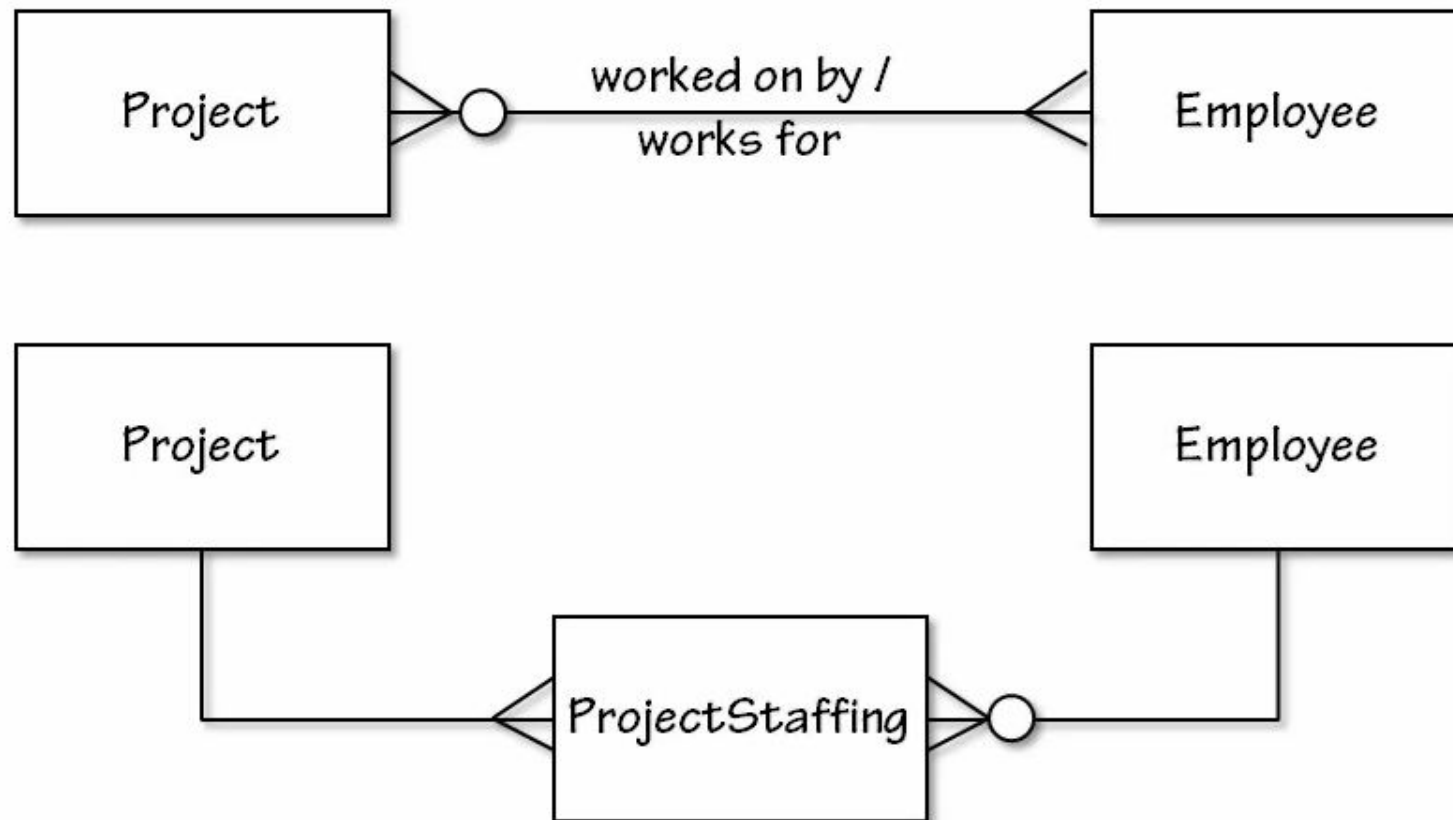 Project
worked on by /
works for
Employee
Project
Employee
ProjectStaffing